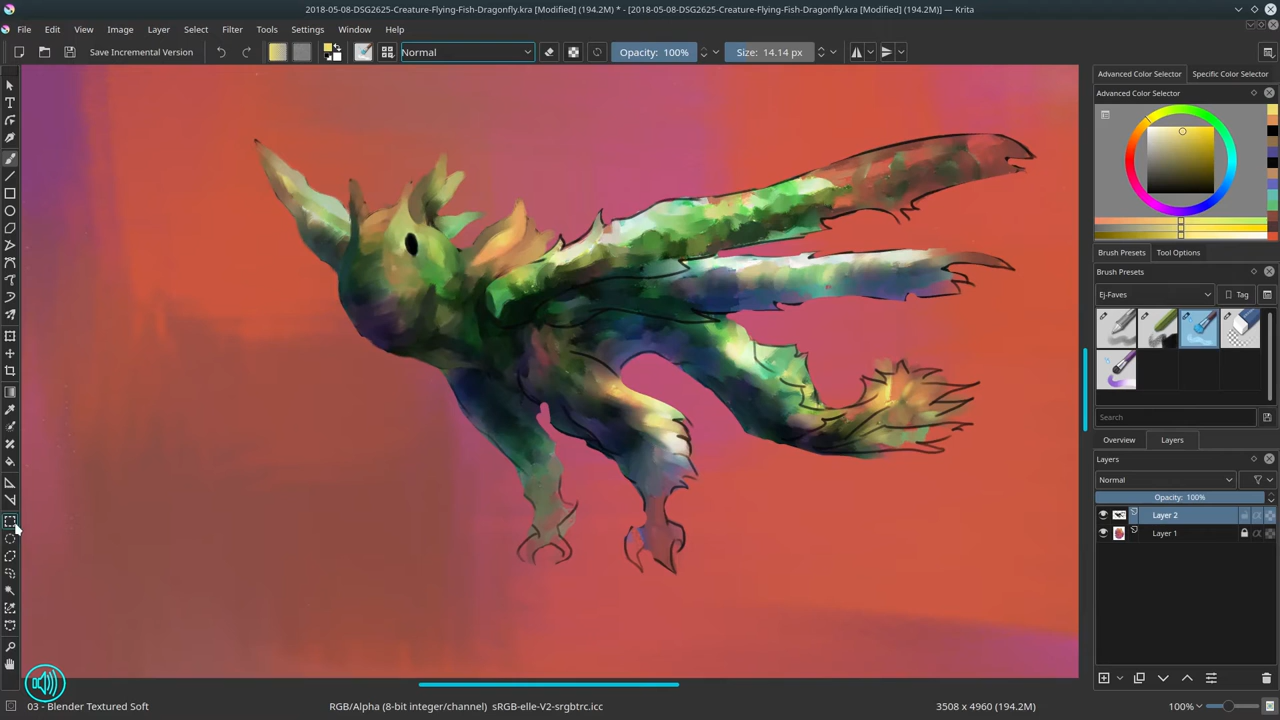 2018-05-08-DSG2625-Creature-Flying-Fish-Dragonfly.kra [Modified] (194.2M) * - [2018-05-08-DSG2625-Creature-Flying-Fish-Dragonfly.kra [Modified] (194.2M)] - Krita
File Edit View Image Layer Select Filter Tools Settings Window Help
Save Incremental Version Normal Opacity: 100% Size: 14.14 px
Advanced Color Selector Specific Color Selector
Advanced Color Selector
Brush Presets Tool Options
Brush Presets
Ej-Faves Tag
Search
Overview Layers
Layers
Normal
Opacity: 100%
Layer 2
Layer 1
03 - Blender Textured Soft RGB/Alpha (8-bit integer/channel) sRGB-elle-V2-srgbtrc.icc 3508 x 4960 (194.2M) 100%